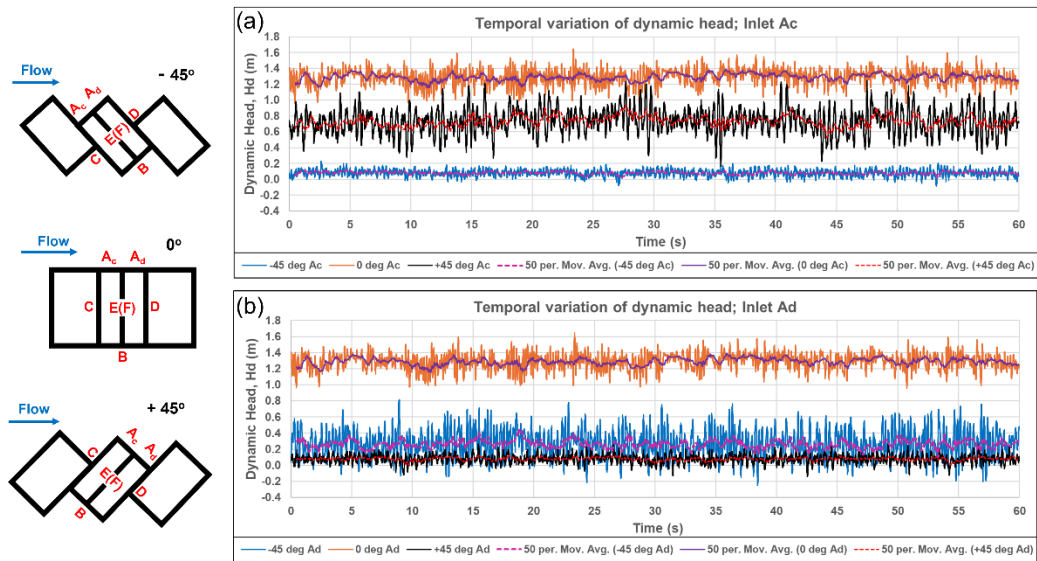 Flow
- 45°
Ac
Ad
D
E(F)
C
B
Flow
0°
Ac
Ad
C
E(F)
D
B
Flow
+ 45°
Ac
Ad
C
E(F)
D
B
(a)
Temporal variation of dynamic head; Inlet Ac
Dynamic Head, Hd (m)
1.8
1.6
1.4
1.2
1.0
0.8
0.6
0.4
0.2
0.0
-0.2
-0.4
0 5 10 15 20 25 30 35 40 45 50 55 60
Time (s)
-45 deg Ac 0 deg Ac +45 deg Ac 50 per. Mov. Avg. (-45 deg Ac) 50 per. Mov. Avg. (0 deg Ac) 50 per. Mov. Avg. (+45 deg Ac)
(b)
Temporal variation of dynamic head; Inlet Ad
Dynamic Head, Hd (m)
1.8
1.6
1.4
1.2
1.0
0.8
0.6
0.4
0.2
0.0
-0.2
-0.4
0 5 10 15 20 25 30 35 40 45 50 55 60
Time (s)
-45 deg Ad 0 deg Ad +45 deg Ad 50 per. Mov. Avg. (-45 deg Ad) 50 per. Mov. Avg. (0 deg Ad) 50 per. Mov. Avg. (+45 deg Ad)